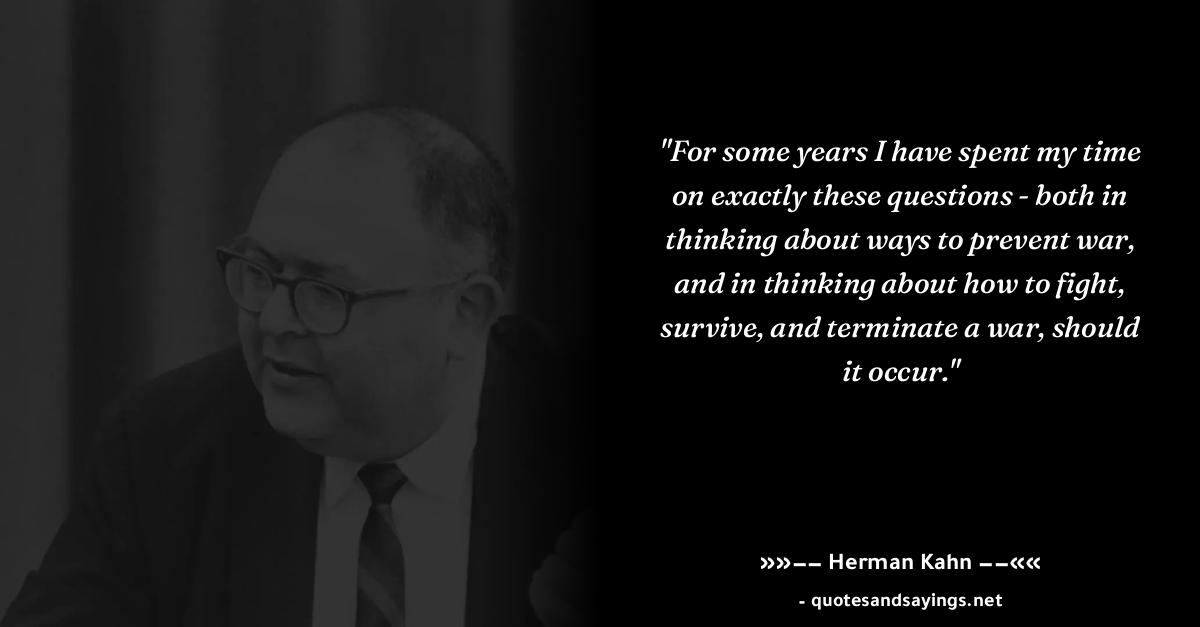 "For some years I have spent my time
on exactly these questions - both in
thinking about ways to prevent war,
and in thinking about how to fight,
survive, and terminate a war, should
it occur."
»»−− Herman Kahn −−««
- quotesandsayings.net